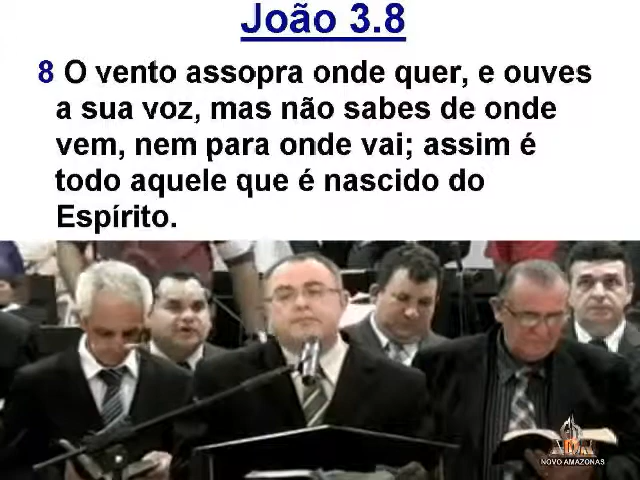 João 3.8
8 O vento assopra onde quer, e ouves
a sua voz, mas não sabes de onde
vem, nem para onde vai; assim é
todo aquele que é nascido do
Espírito.
NOVO AMAZONAS